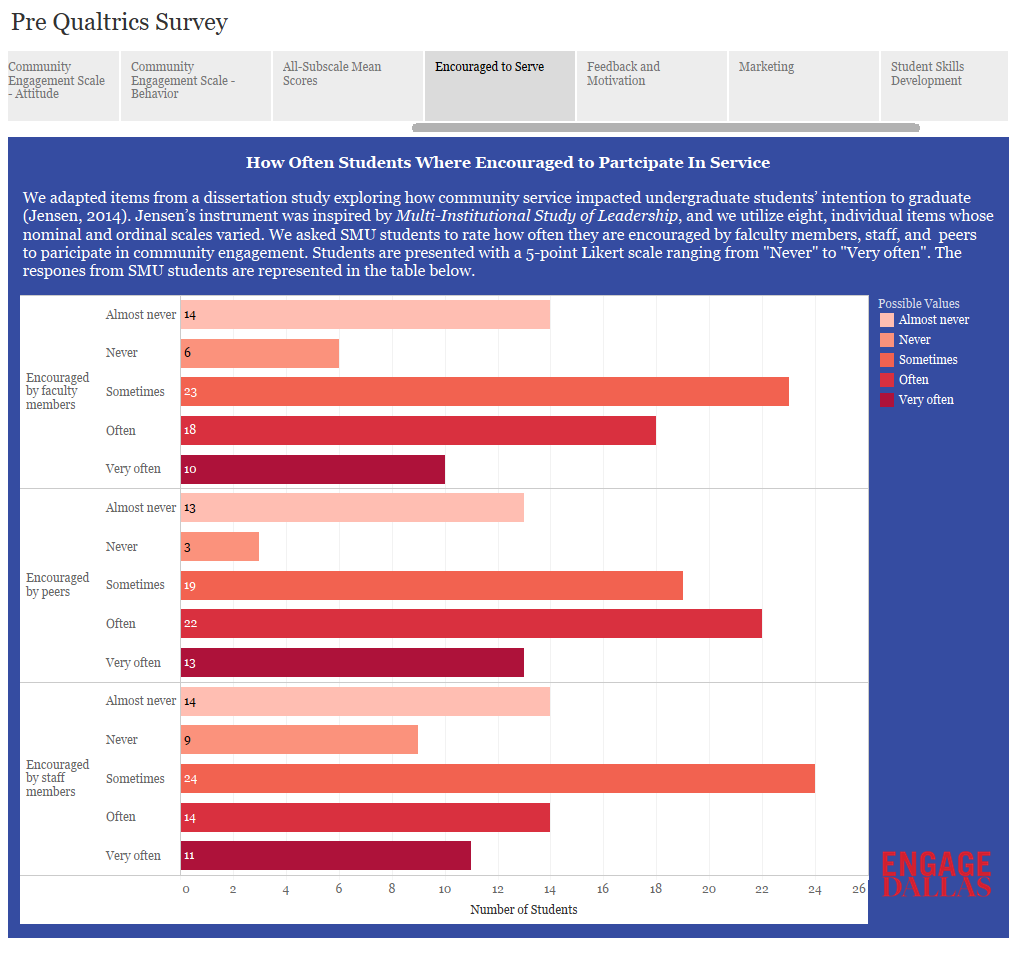 Pre Qualtrics Survey
Community
Engagement Scale
- Attitude
Community
Engagement Scale -
Behavior
All-Subscale Mean
Scores
Encouraged to Serve
Feedback and
Motivation
Marketing
Student Skills
Development
How Often Students Where Encouraged to Partcipate In Service
We adapted items from a dissertation study exploring how community service impacted undergraduate students’ intention to graduate
(Jensen, 2014). Jensen’s instrument was inspired by Multi-Institutional Study of Leadership, and we utilize eight, individual items whose
nominal and ordinal scales varied. We asked SMU students to rate how often they are encouraged by falculty members, staff, and  peers
to paricipate in community engagement. Students are presented with a 5-point Likert scale ranging from "Never" to "Very often". The
respones from SMU students are represented in the table below.
Possible Values
Almost never
Never
Sometimes
Often
Very often
Encouraged
by faculty
members
Almost never 14
Never 6
Sometimes 23
Often 18
Very often 10
Encouraged
by peers
Almost never 13
Never 3
Sometimes 19
Often 22
Very often 13
Encouraged
by staff
members
Almost never 14
Never 9
Sometimes 24
Often 14
Very often 11
0 2 4 6 8 10 12 14 16 18 20 22 24 26
Number of Students
ENGAGE
DALLAS